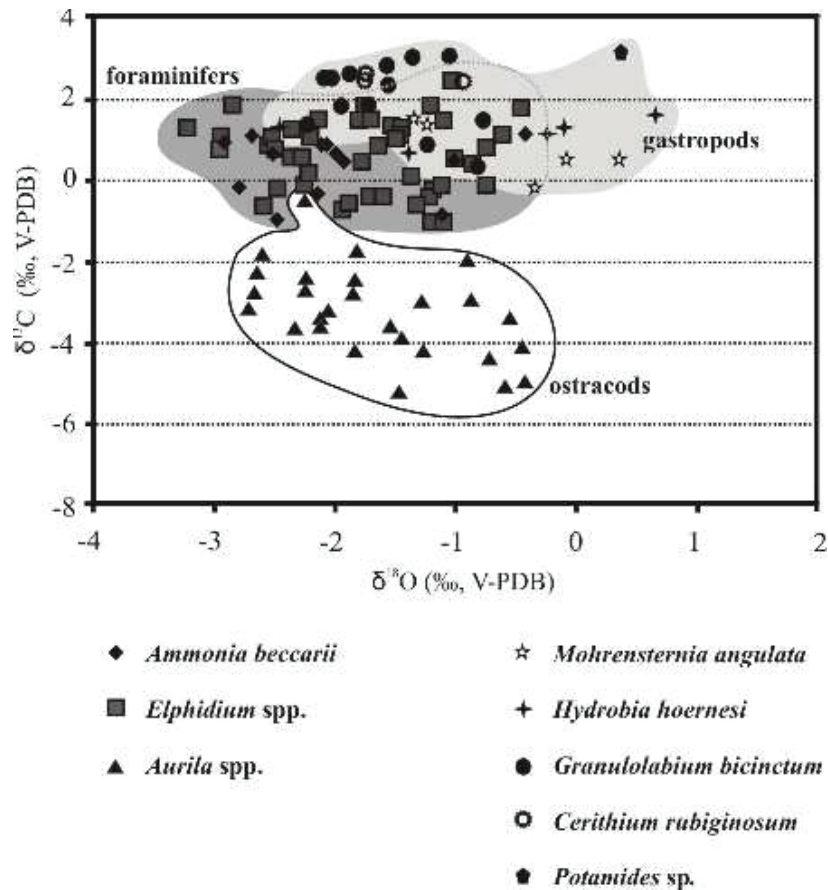 4
2
0
-2
-4
-6
-8
δ¹³C (‰, V-PDB)
foraminifers
gastropods
ostracods
-4 -3 -2 -1 0 1 2
δ¹⁸O (‰, V-PDB)
Ammonia beccarii
Elphidium spp.
Aurila spp.
Mohrensternia angulata
Hydrobia hoernesi
Granulolabium bicinctum
Cerithium rubiginosum
Potamides sp.